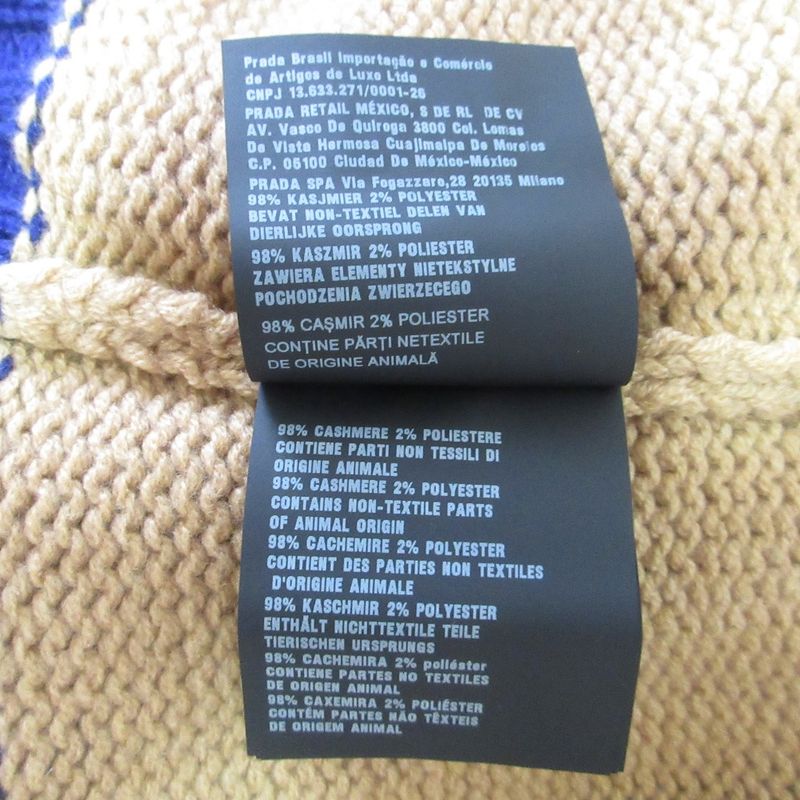 Prada Brasil Importação e Comércio
de Artigos de Luxo Ltda
CNPJ 13.633.271/0001-26
PRADA RETAIL MÉXICO, S DE RL DE CV
AV. Vasco De Quiroga 3800 Col. Lomas
De Vista Hermosa Cuajimalpa De Morelos
C.P. 05100 Ciudad De México-México
PRADA SPA Via Fogazzaro,28 20135 Milano
98% KASJMIER 2% POLYESTER
BEVAT NON-TEXTIEL DELEN VAN
DIERLIJKE OORSPRONG
98% KASZMIR 2% POLIESTER
ZAWIERA ELEMENTY NIETEKSTYLNE
POCHODZENIA ZWIERZECEGO
98% CAŞMIR 2% POLIESTER
CONŢINE PĂRŢI NETEXTILE
DE ORIGINE ANIMALĂ
98% CASHMERE 2% POLIESTERE
CONTIENE PARTI NON TESSILI DI
ORIGINE ANIMALE
98% CASHMERE 2% POLYESTER
CONTAINS NON-TEXTILE PARTS
OF ANIMAL ORIGIN
98% CACHEMIRE 2% POLYESTER
CONTIENT DES PARTIES NON TEXTILES
D'ORIGINE ANIMALE
98% KASCHMIR 2% POLYESTER
ENTHÄLT NICHTTEXTILE TEILE
TIERISCHEN URSPRUNGS
98% CACHEMIRA 2% poliéster
CONTIENE PARTES NO TEXTILES
DE ORIGEN ANIMAL
98% CAXEMIRA 2% POLIÉSTER
CONTÉM PARTES NÃO TÊXTEIS
DE ORIGEM ANIMAL